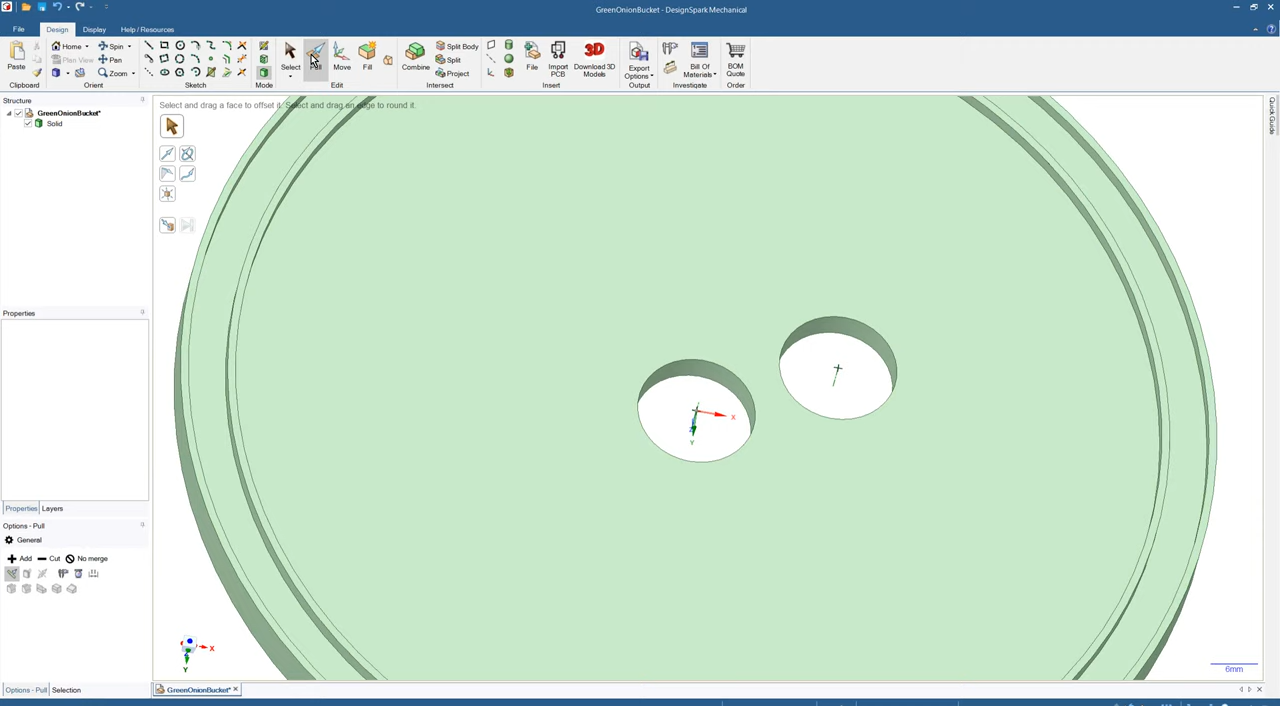 GreenOnionBucket - DesignSpark Mechanical
File Design Display Help / Resources
Paste Home Spin Select Pull Move Fill Combine Split Body File Import PCB Download 3D Models Export Options Bill Of Materials BOM Quote
Plan View Pan Split
Zoom Project
Clipboard Orient Sketch Mode Edit Intersect Insert Output Investigate Order
Structure
Select and drag a face to offset it. Select and drag an edge to round it.
GreenOnionBucket*
Solid
Quick Guide
Properties
X
Y
Properties Layers
Options - Pull
General
Add Cut No merge
X
Y
6mm
Options - Pull Selection
GreenOnionBucket*